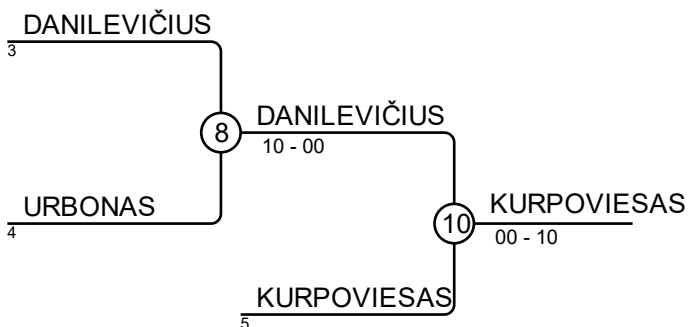 DANILEVIČIUS
3
8
DANILEVIČIUS
10 - 00
URBONAS
4
10
KURPOVIESAS
00 - 10
KURPOVIESAS
5